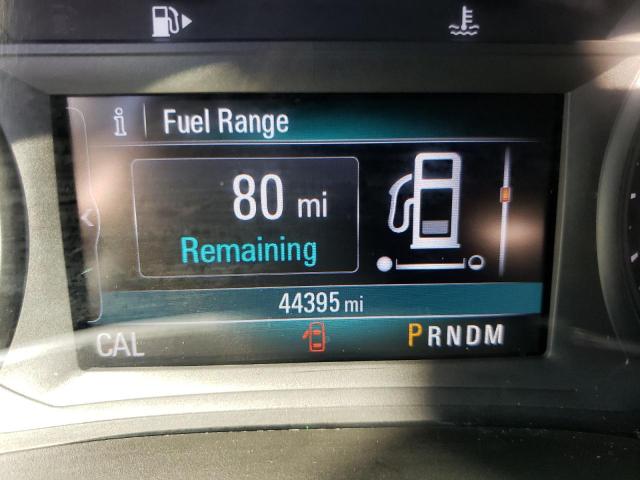 Fuel Range
80 mi
Remaining
44395 mi
CAL
PRNDM